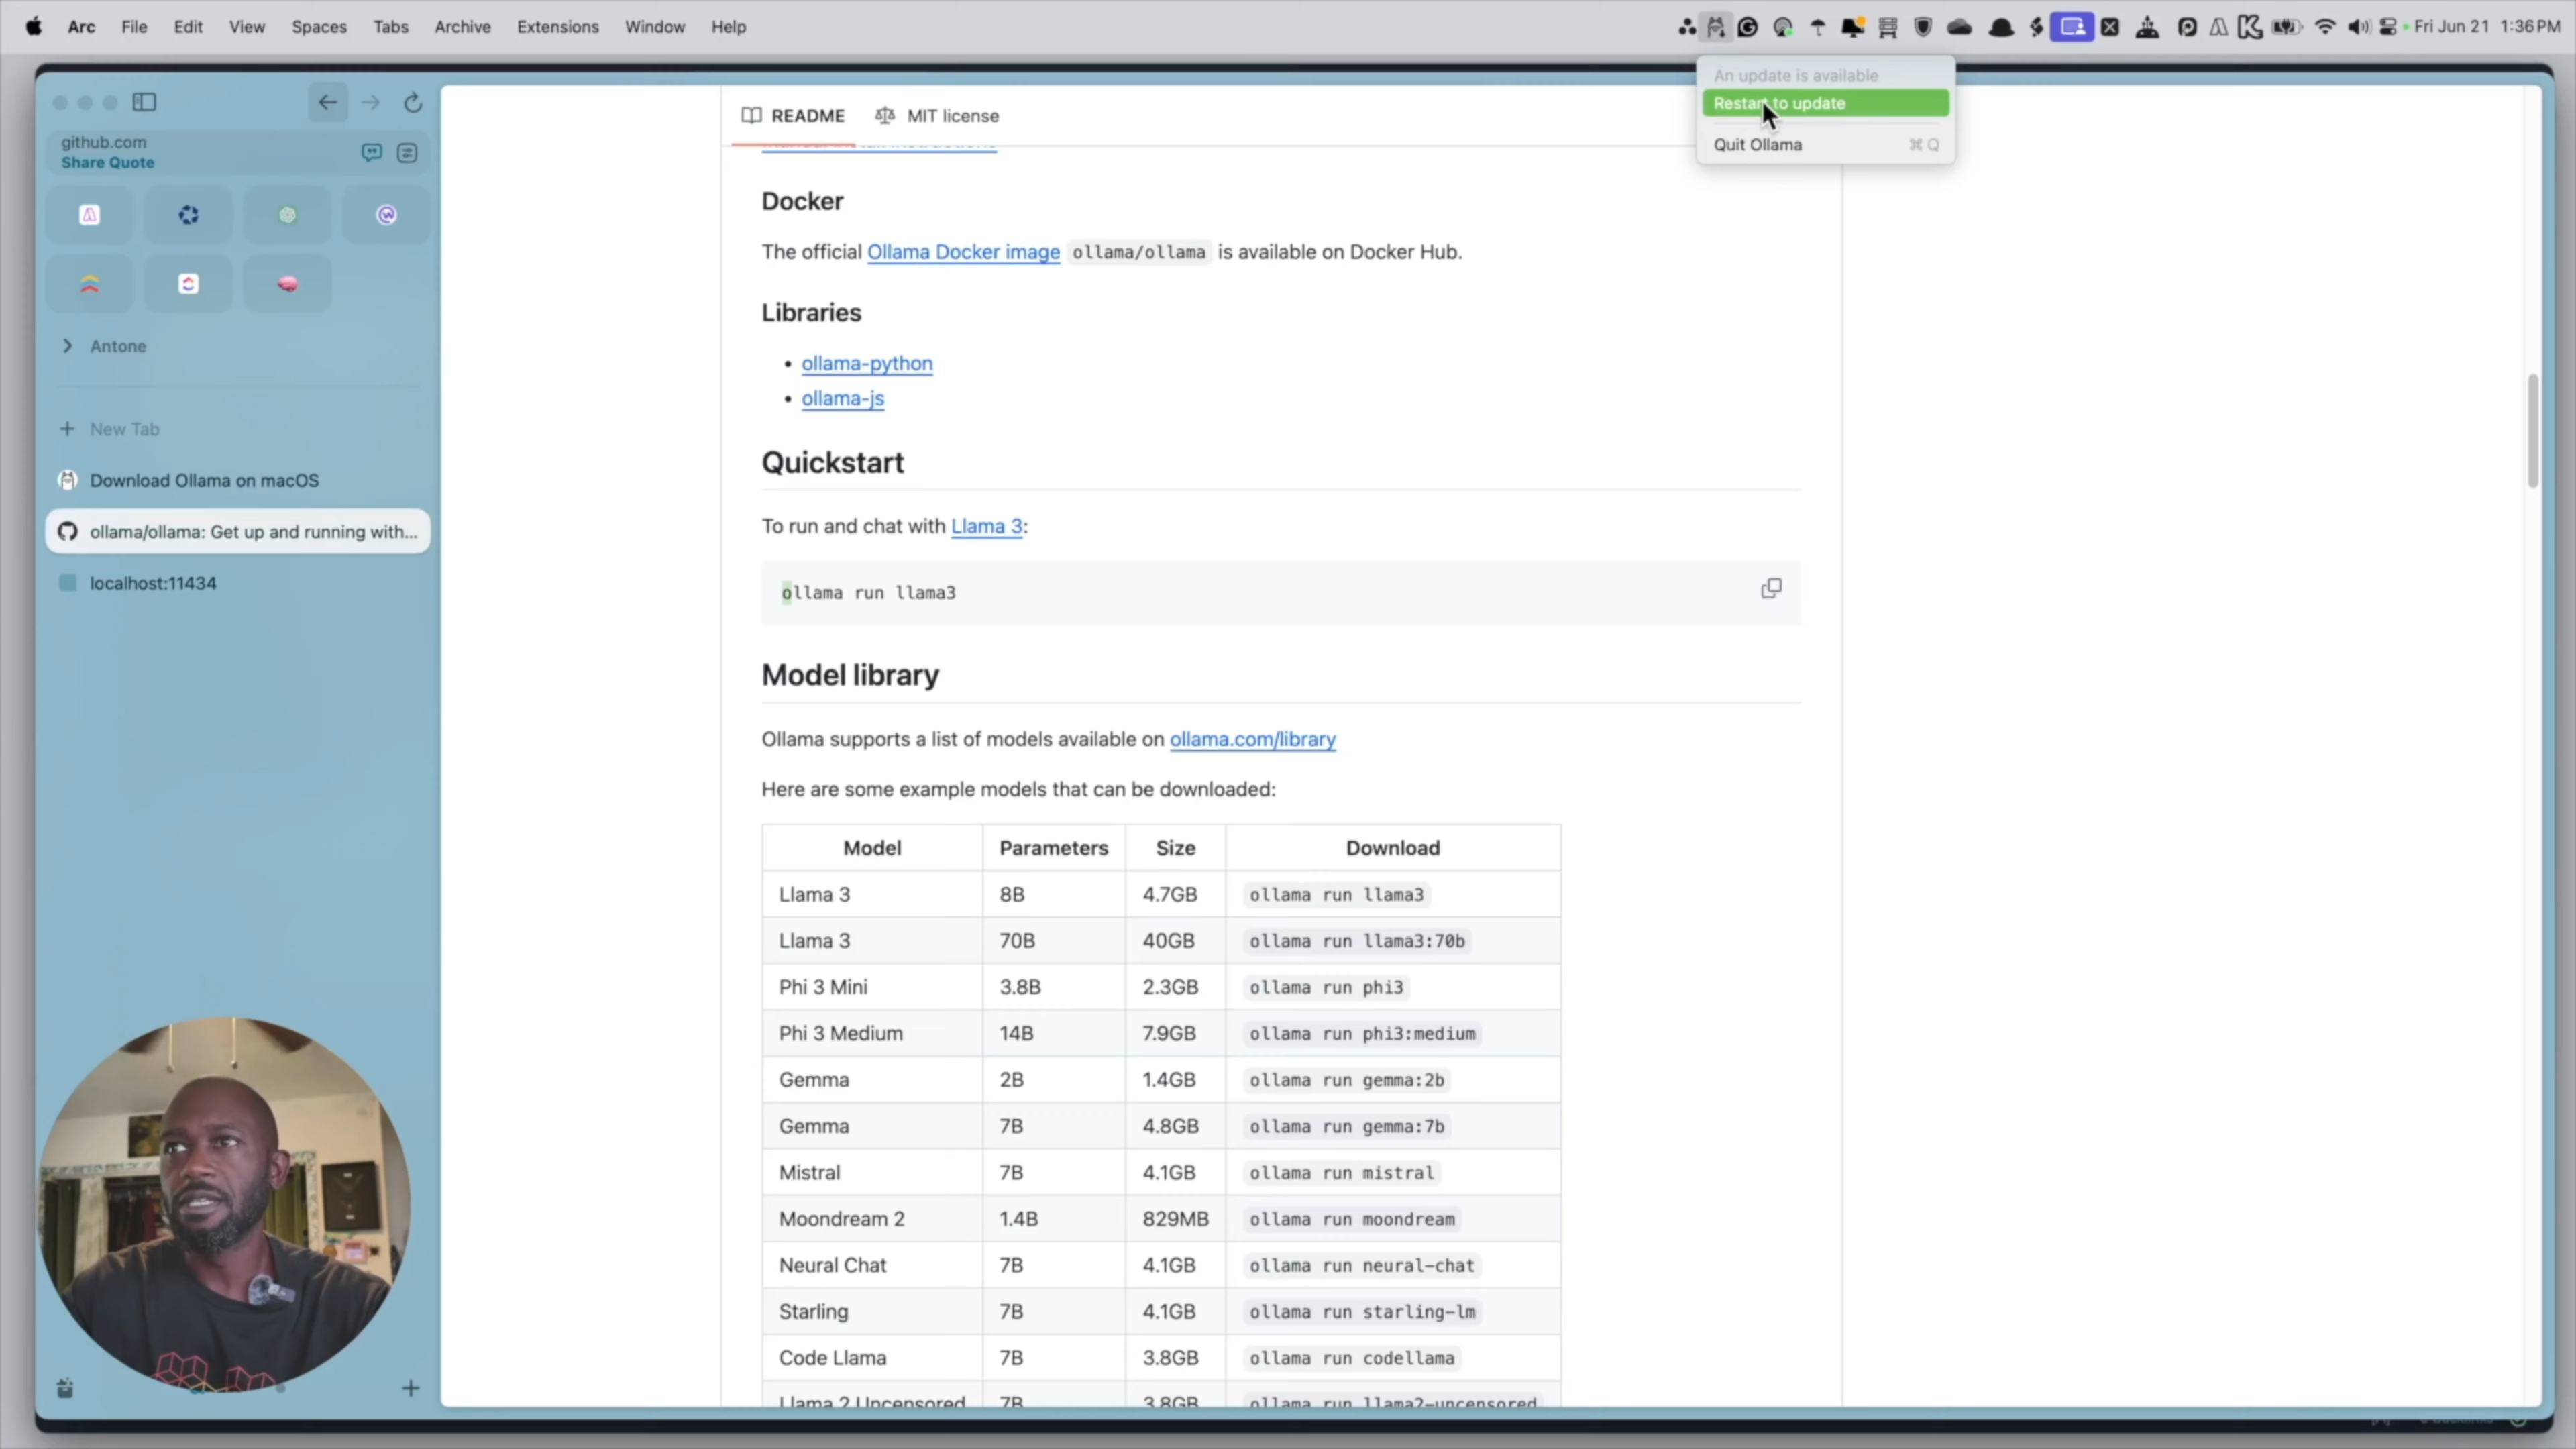 Arc File Edit View Spaces Tabs Archive Extensions Window Help Fri Jun 21 1:36 PM
An update is available
Restart to update
Quit Ollama ⌘ Q
github.com
Share Quote
Antone
New Tab
Download Ollama on macOS
ollama/ollama: Get up and running with...
localhost:11434
README MIT license
Docker
The official Ollama Docker image ollama/ollama is available on Docker Hub.
Libraries
• ollama-python
• ollama-js
Quickstart
To run and chat with Llama 3:
ollama run llama3
Model library
Ollama supports a list of models available on ollama.com/library
Here are some example models that can be downloaded:
Model Parameters Size Download
Llama 3 8B 4.7GB ollama run llama3
Llama 3 70B 40GB ollama run llama3:70b
Phi 3 Mini 3.8B 2.3GB ollama run phi3
Phi 3 Medium 14B 7.9GB ollama run phi3:medium
Gemma 2B 1.4GB ollama run gemma:2b
Gemma 7B 4.8GB ollama run gemma:7b
Mistral 7B 4.1GB ollama run mistral
Moondream 2 1.4B 829MB ollama run moondream
Neural Chat 7B 4.1GB ollama run neural-chat
Starling 7B 4.1GB ollama run starling-lm
Code Llama 7B 3.8GB ollama run codellama
Llama 2 Uncensored 7B 3.8GB ollama run llama2-uncensored